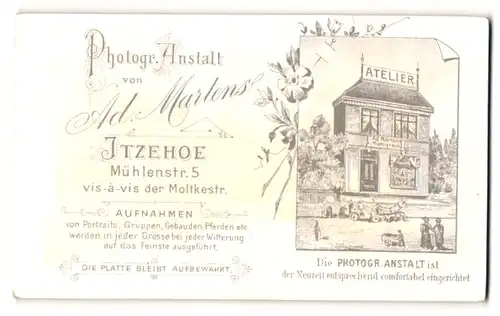 Photogr. Anstalt
von
Ad. Martens
ITZEHOE
Mühlenstr. 5
vis-à-vis der Moltkestr.
AUFNAHMEN
von Portraits, Gruppen, Gebäuden, Pferden etc
werden in jeder Grösse bei jeder Witterung
auf das Feinste ausgeführt.
DIE PLATTE BLEIBT AUFBEWAHRT.
ATELIER
Die PHOTOGR. ANSTALT ist
der Neuzeit entsprechend comfortabel eingerichtet